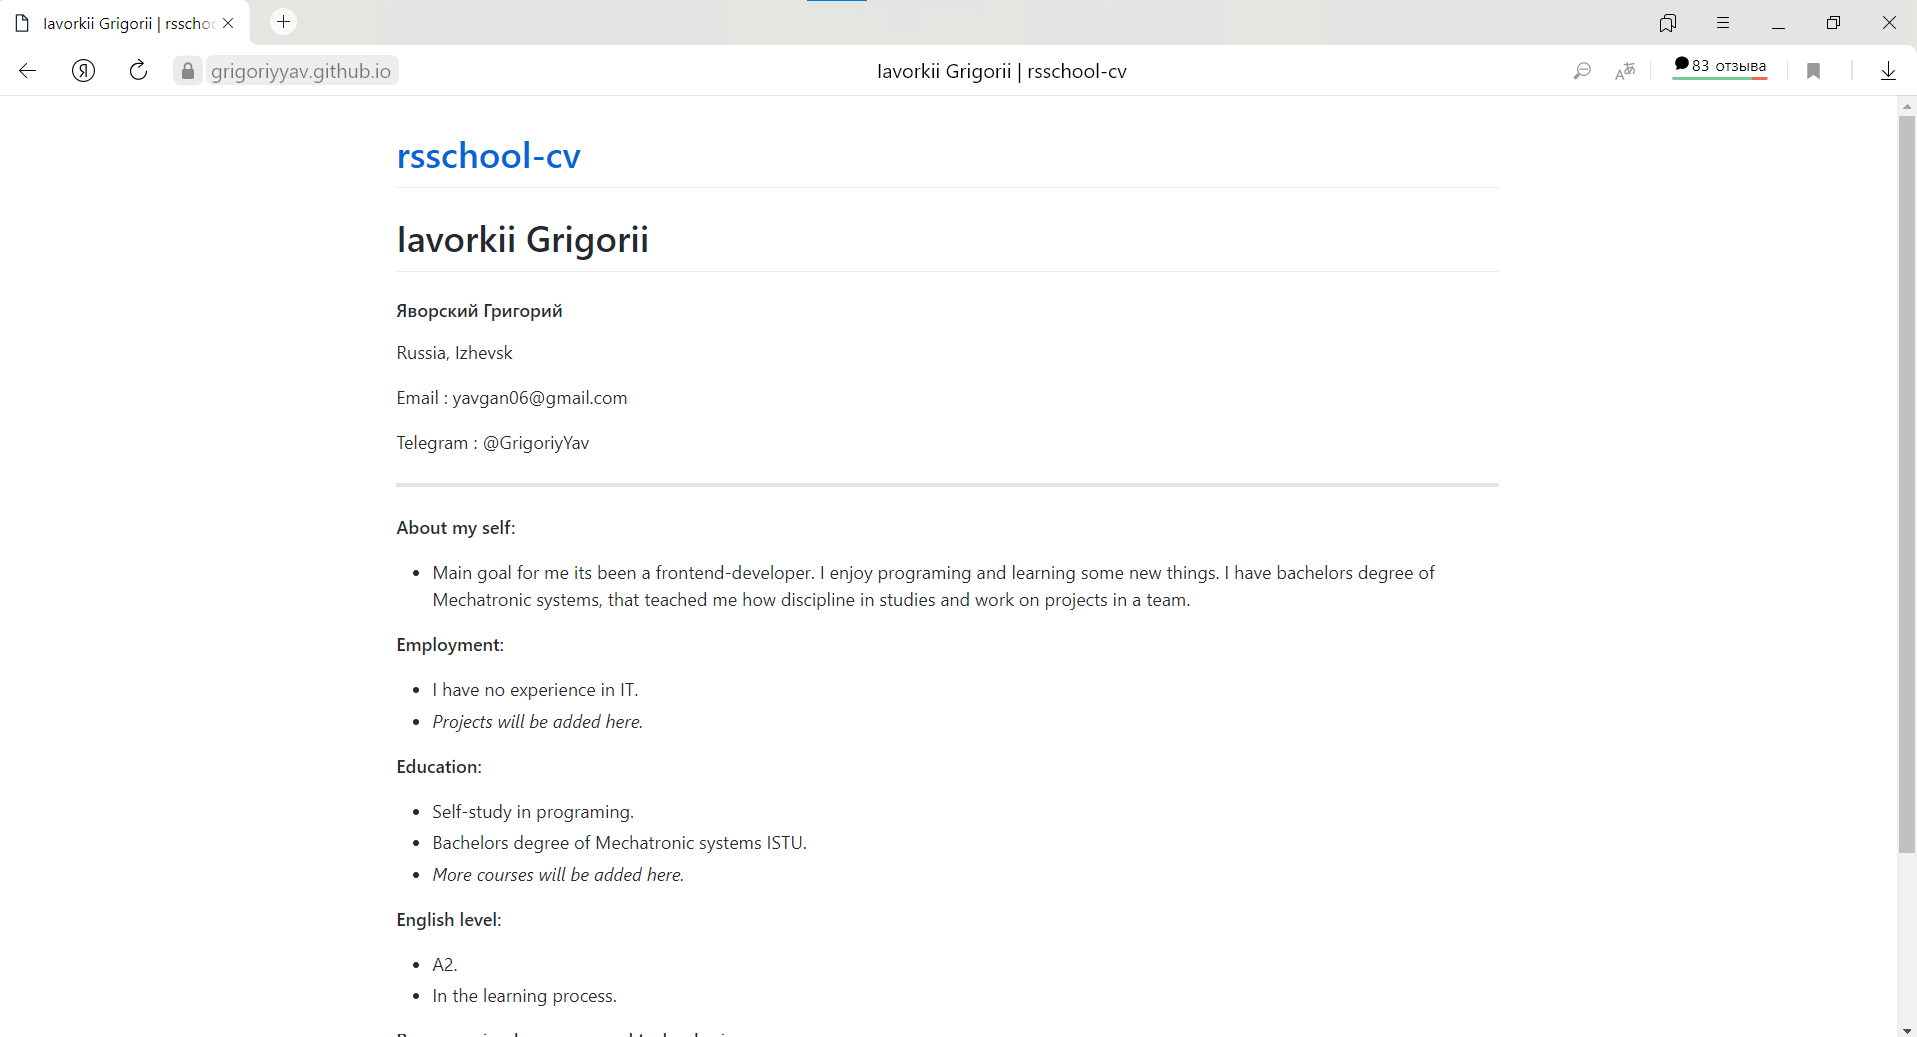 Iavorkii Grigorii | rsschoo
Я
grigoriyyav.github.io
Iavorkii Grigorii | rsschool-cv
83 отзыва
rsschool-cv
Iavorkii Grigorii
Яворский Григорий
Russia, Izhevsk
Email : yavgan06@gmail.com
Telegram : @GrigoriyYav
About my self:
Main goal for me its been a frontend-developer. I enjoy programing and learning some new things. I have bachelors degree of
Mechatronic systems, that teached me how discipline in studies and work on projects in a team.
Employment:
I have no experience in IT.
Projects will be added here.
Education:
Self-study in programing.
Bachelors degree of Mechatronic systems ISTU.
More courses will be added here.
English level:
A2.
In the learning process.